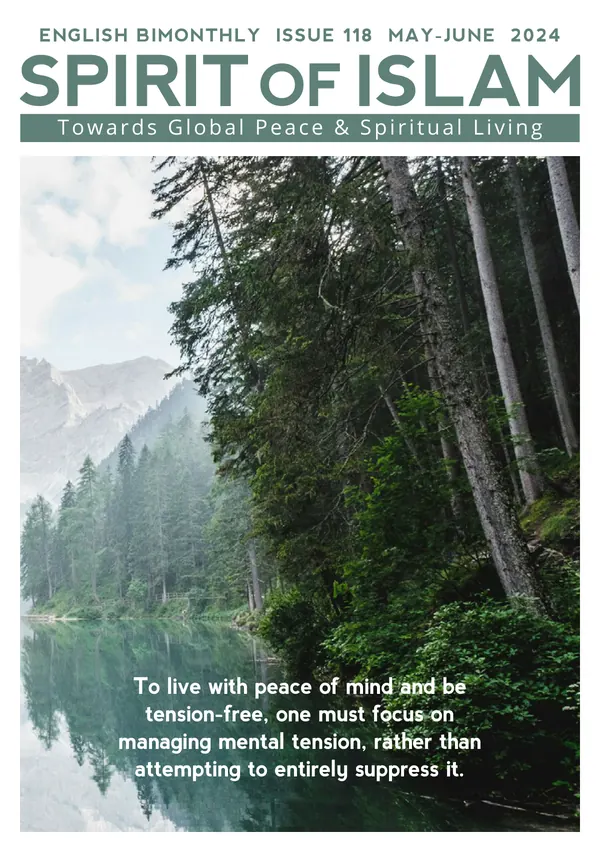 ENGLISH BIMONTHLY ISSUE 118 MAY-JUNE 2024
SPIRIT OF ISLAM
Towards Global Peace & Spiritual Living
To live with peace of mind and be
tension-free, one must focus on
managing mental tension, rather than
attempting to entirely suppress it.